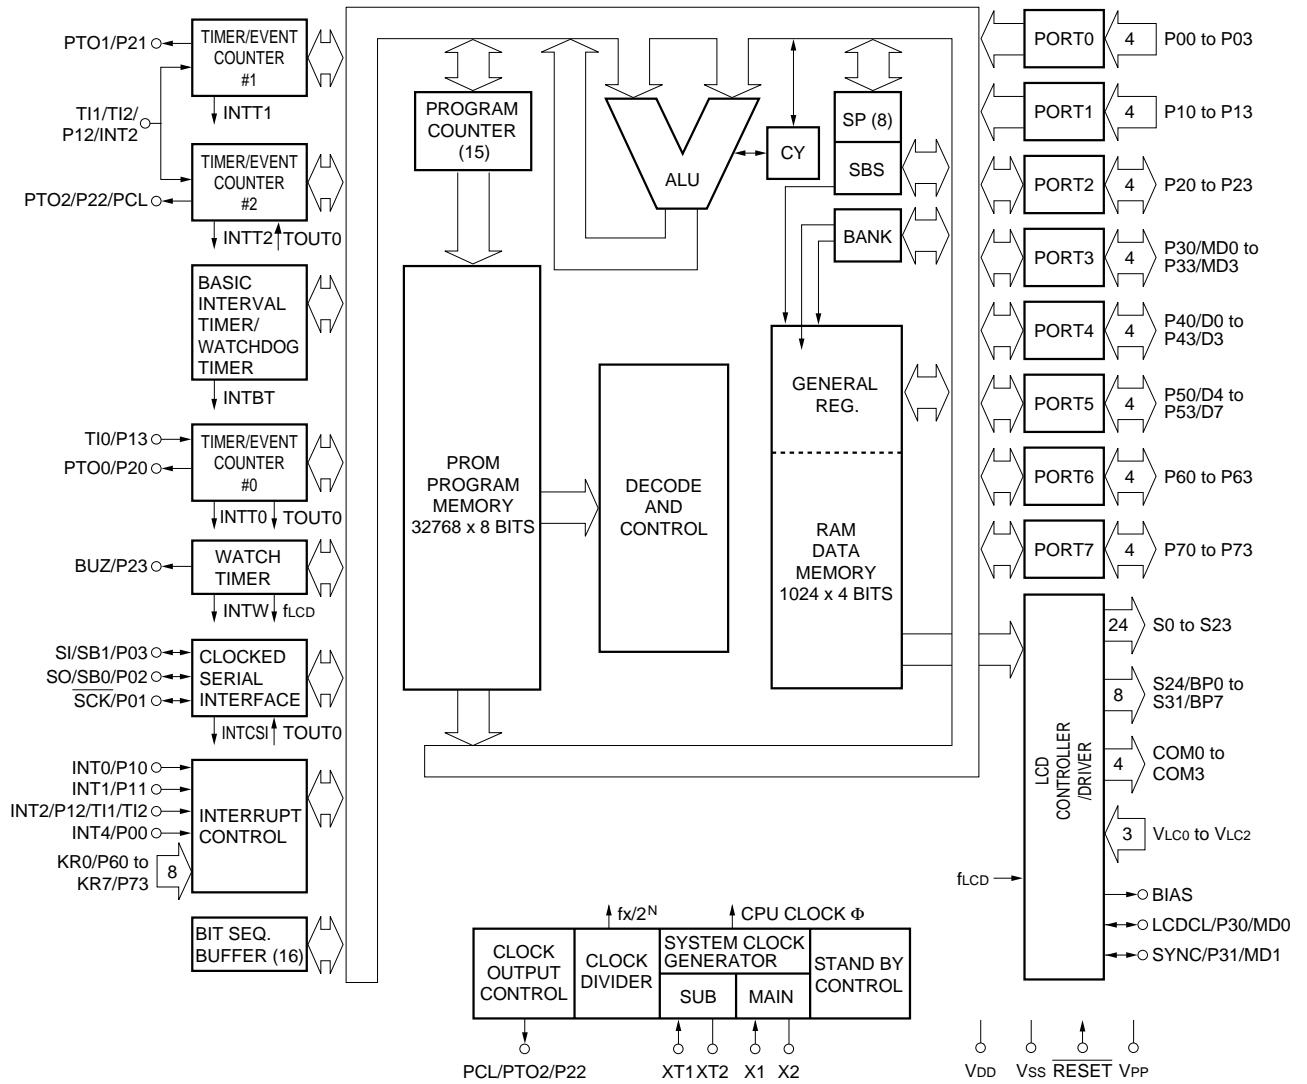 PTO1/P21
TIMER/EVENT
COUNTER
#1
INTT1
TI1/TI2/
P12/INT2
TIMER/EVENT
COUNTER
#2
PTO2/P22/PCL
INTT2
TOUT0
BASIC
INTERVAL
TIMER/
WATCHDOG
TIMER
INTBT
TI0/P13
PTO0/P20
TIMER/EVENT
COUNTER
#0
INTT0
TOUT0
BUZ/P23
WATCH
TIMER
INTW
fLCD
SI/SB1/P03
SO/SB0/P02
SCK/P01
CLOCKED
SERIAL
INTERFACE
INTCSI
TOUT0
INT0/P10
INT1/P11
INT2/P12/TI1/TI2
INT4/P00
KR0/P60 to
KR7/P73
8
INTERRUPT
CONTROL
BIT SEQ.
BUFFER (16)
PROGRAM
COUNTER
(15)
ALU
CY
SP (8)
SBS
BANK
PROM
PROGRAM
MEMORY
32768 x 8 BITS
DECODE
AND
CONTROL
GENERAL
REG.
RAM
DATA
MEMORY
1024 x 4 BITS
fx/2N
CPU CLOCK Φ
CLOCK
OUTPUT
CONTROL
CLOCK
DIVIDER
SYSTEM CLOCK
GENERATOR
SUB
MAIN
STAND BY
CONTROL
PCL/PTO2/P22
XT1 XT2
X1 X2
PORT0
4
P00 to P03
PORT1
4
P10 to P13
PORT2
4
P20 to P23
PORT3
4
P30/MD0 to
P33/MD3
PORT4
4
P40/D0 to
P43/D3
PORT5
4
P50/D4 to
P53/D7
PORT6
4
P60 to P63
PORT7
4
P70 to P73
LCD
CONTROLLER
/DRIVER
24
S0 to S23
8
S24/BP0 to
S31/BP7
4
COM0 to
COM3
3
VLC0 to VLC2
fLCD
BIAS
LCDCL/P30/MD0
SYNC/P31/MD1
VDD
VSS
RESET
VPP